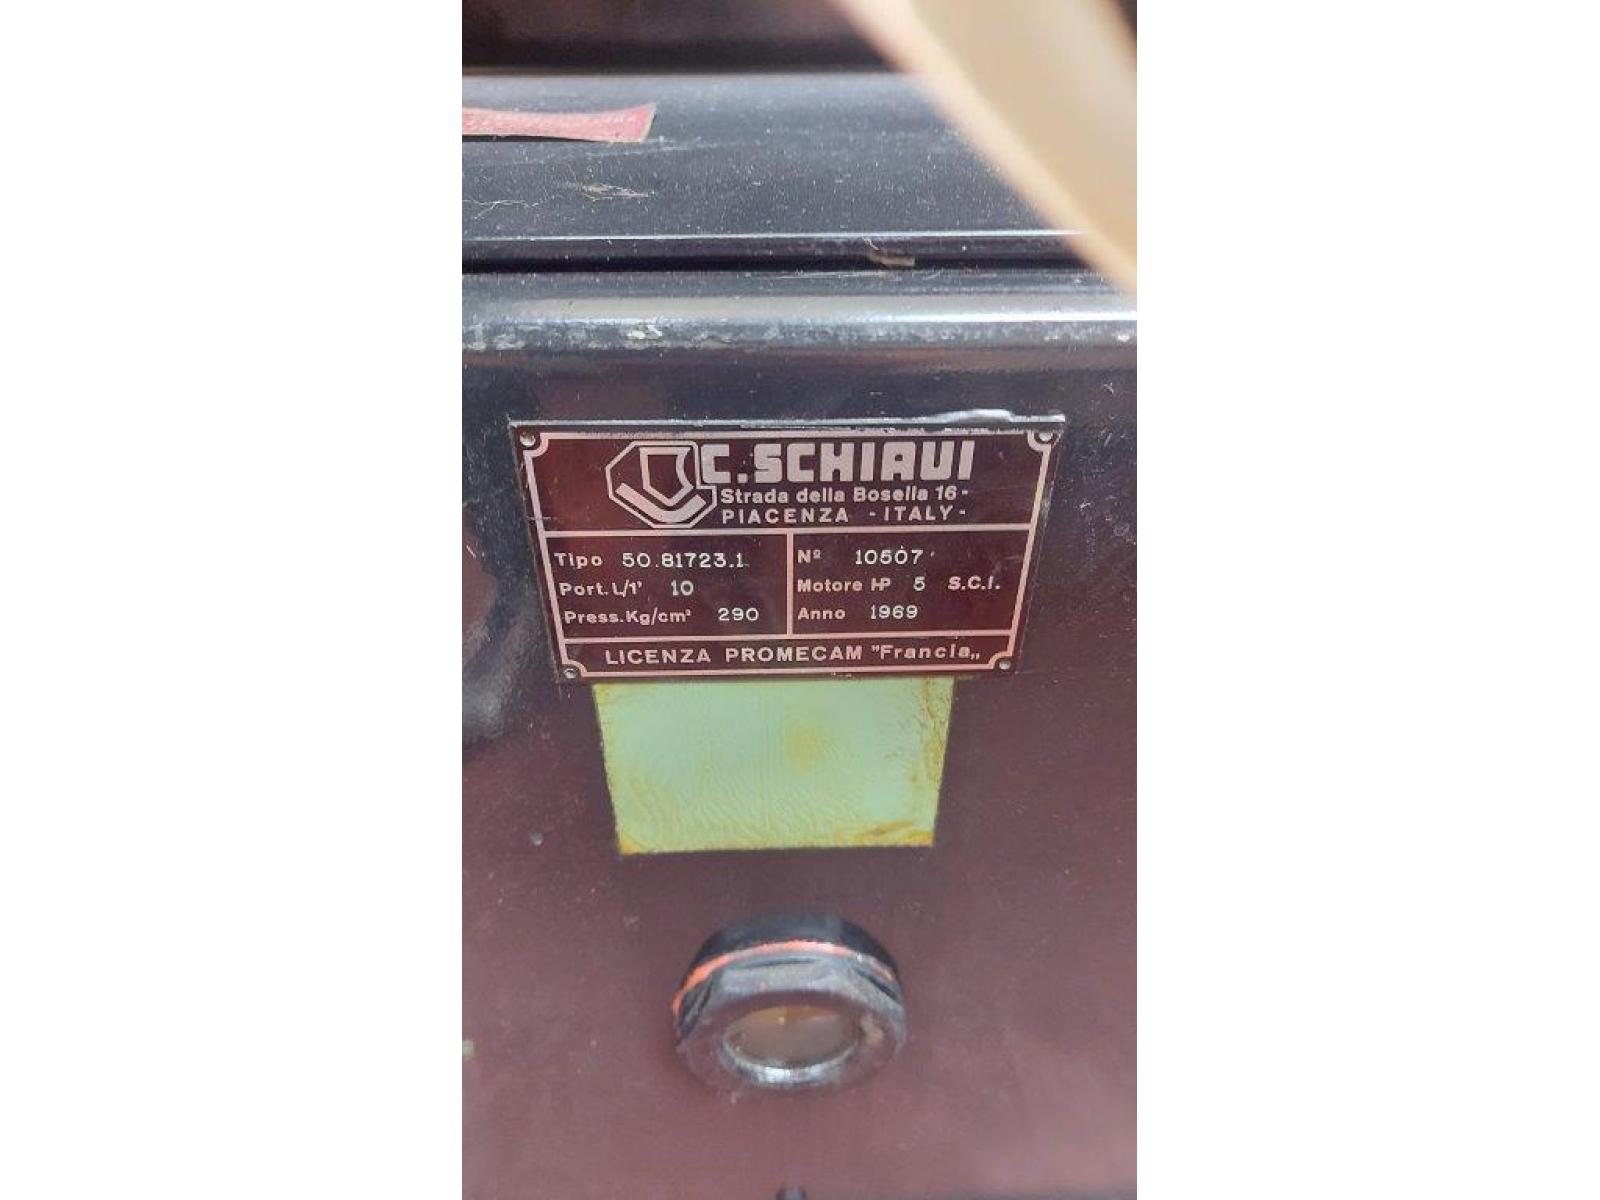 C.SCHIAVI
Strada della Bosella 16-
PIACENZA -ITALY-
Tipo 50.81723.1
Port.L/1' 10
Press.Kg/cm² 290
Nº 10507
Motore HP 5 S.C.I.
Anno 1969
LICENZA PROMECAM "Francia„